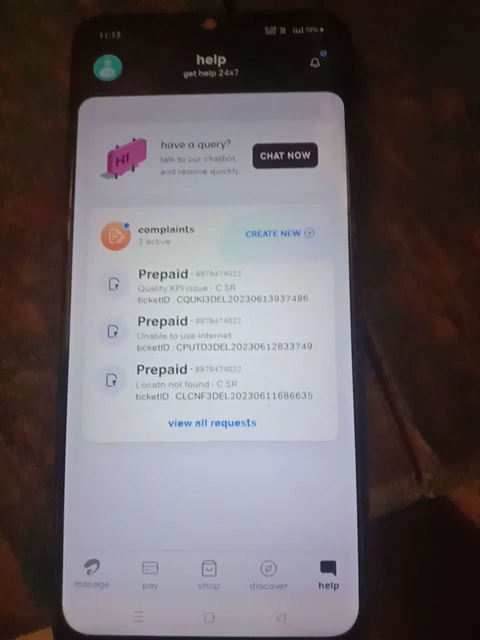 11:13
72%
help
get help 24x7
HI
have a query?
talk to our chatbot,
and resolve quickly
CHAT NOW
complaints
3 active
CREATE NEW
Prepaid - 8979474022
Quality KPI issue - C SR
ticketID CQUKI3DEL20230613937486
Prepaid - 8979474022
Unable to use internet
ticketID CPUTD3DEL20230612833749
Prepaid - 8979474022
Locatn not found - C SR
ticketID CLCNF3DEL20230611686635
view all requests
manage
pay
shop
discover
help